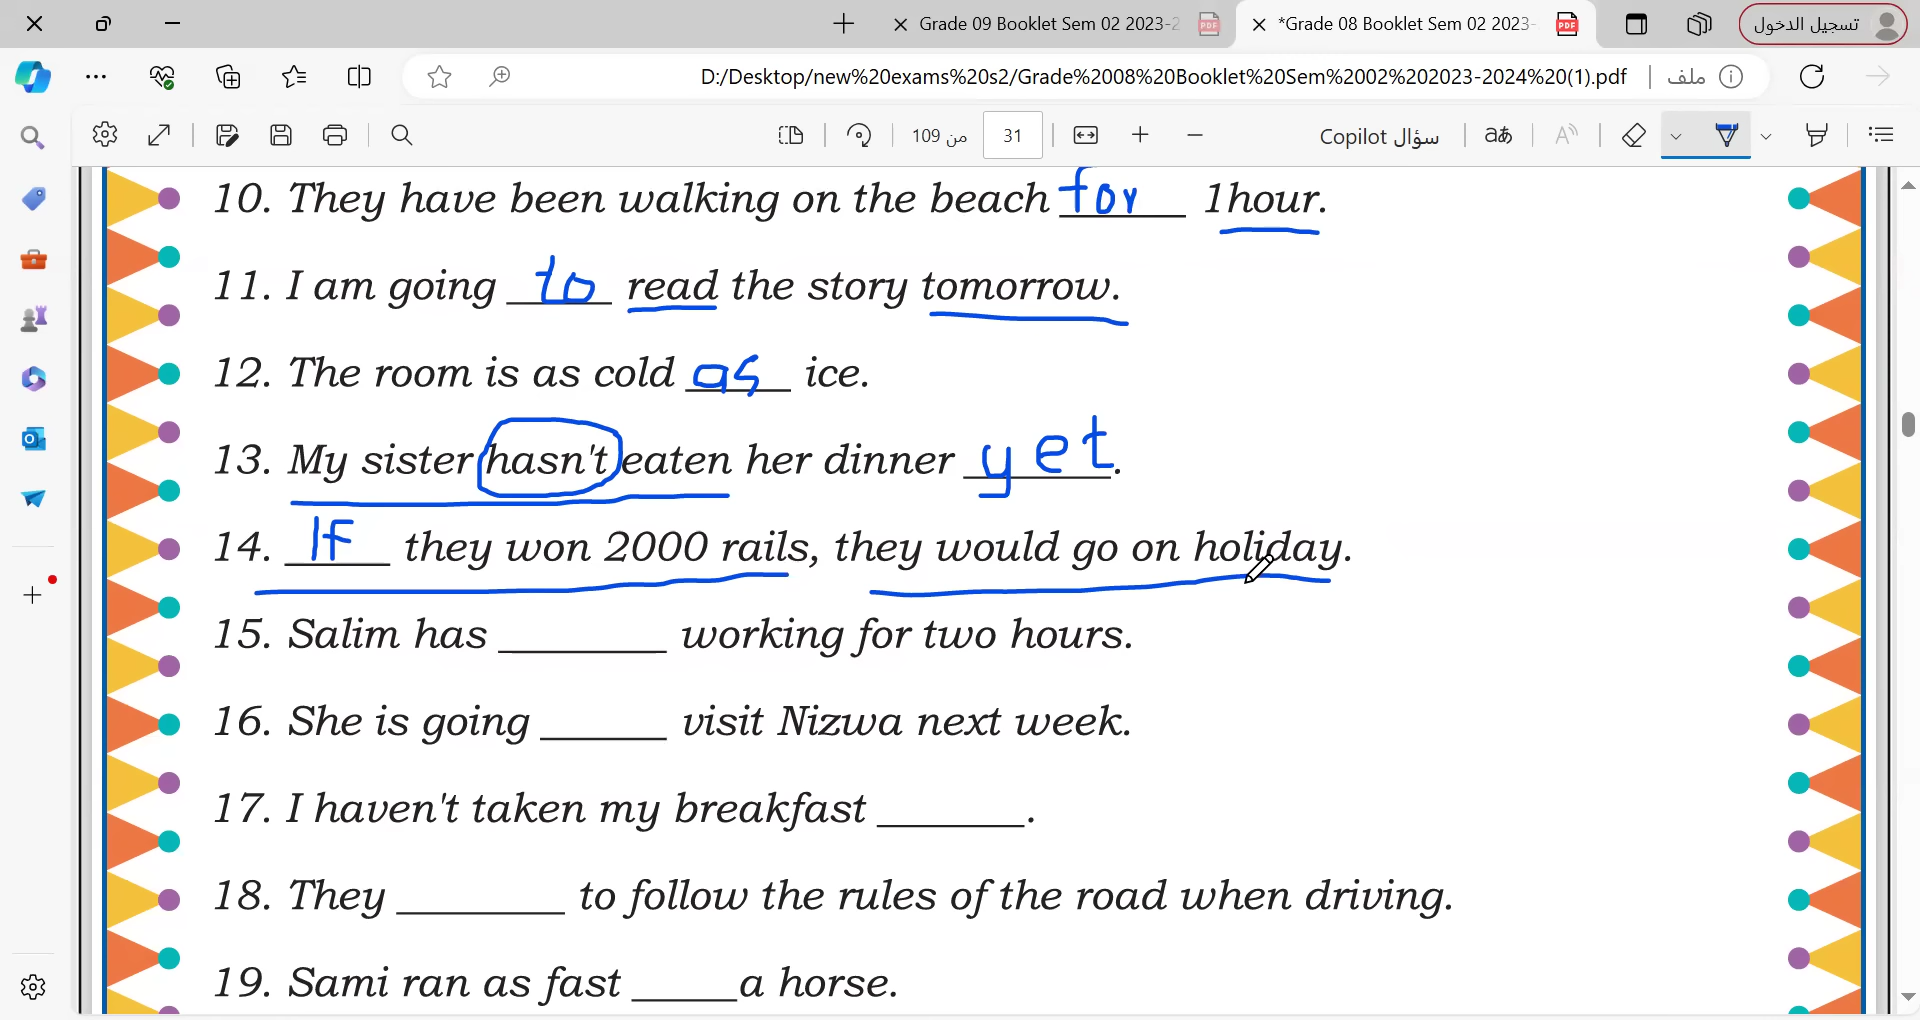 Grade 09 Booklet Sem 02 2023-2
*Grade 08 Booklet Sem 02 2023-
تسجيل الدخول
D:/Desktop/new%20exams%20s2/Grade%2008%20Booklet%20Sem%2002%202023-2024%20(1).pdf
ملف
109 من
31
سؤال Copilot
10. They have been walking on the beach for 1hour.
11. I am going to read the story tomorrow.
12. The room is as cold as ice.
13. My sister hasn't eaten her dinner yet.
14. If they won 2000 rails, they would go on holiday.
15. Salim has ________ working for two hours.
16. She is going ______ visit Nizwa next week.
17. I haven't taken my breakfast _______.
18. They ________ to follow the rules of the road when driving.
19. Sami ran as fast _____a horse.